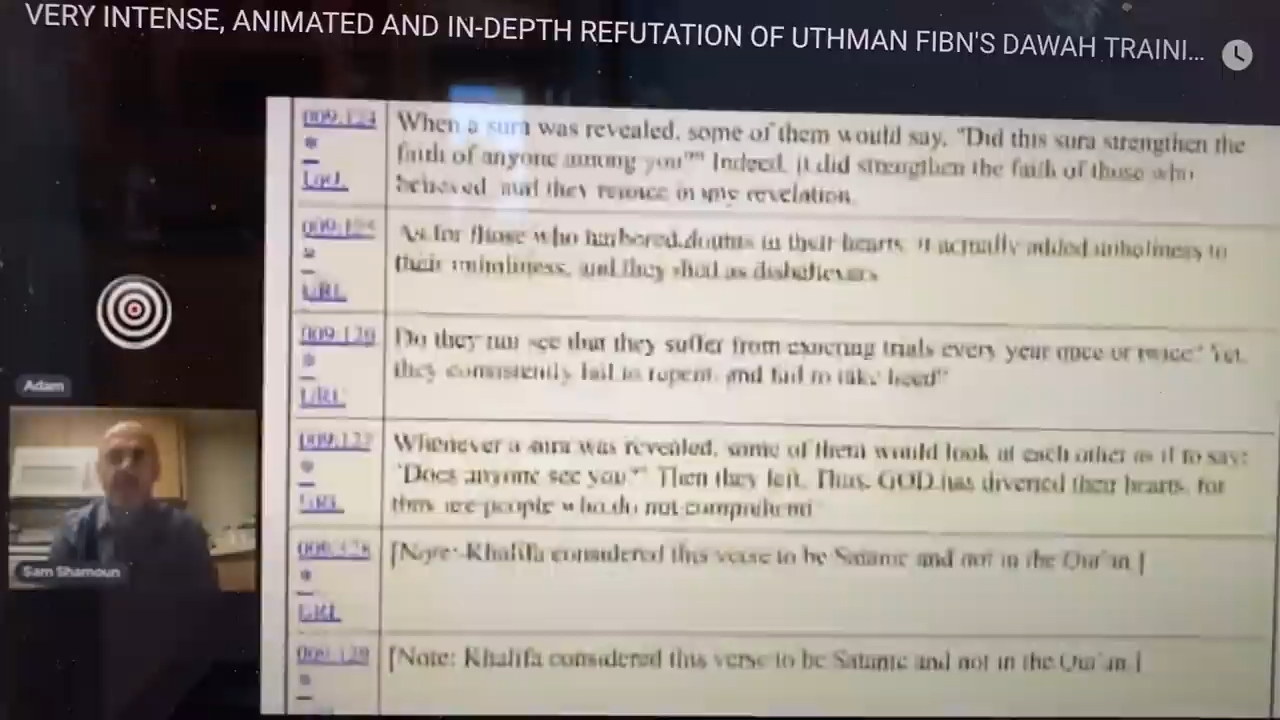 VERY INTENSE, ANIMATED AND IN-DEPTH REFUTATION OF UTHMAN FIBN'S DAWAH TRAINI...
009.124
When a sura was revealed, some of them would say, "Did this sura strengthen the
URL
faith of anyone among you?" Indeed, it did strengthen the faith of those who
believed, and they rejoice in any revelation.
As for those who harbored doubts in their hearts, it actually added unholiness to
their unholiness, and they died as disbelievers
URL
Do they not see that they suffer from exacting trials every year once or twice? Yet,
they consistently fail to repent, and fail to take heed?
URL
Adam
Whenever a sura was revealed, some of them would look at each other as if to say:
"Does anyone see you?" Then they left. Thus, GOD has diverted their hearts, for
URL
they are people who do not comprehend
Sam Shamoun
[Note: Khalifa considered this verse to be Satanic and not in the Qur'an.]
URL
[Note: Khalifa considered this verse to be Satanic and not in the Qur'an.]